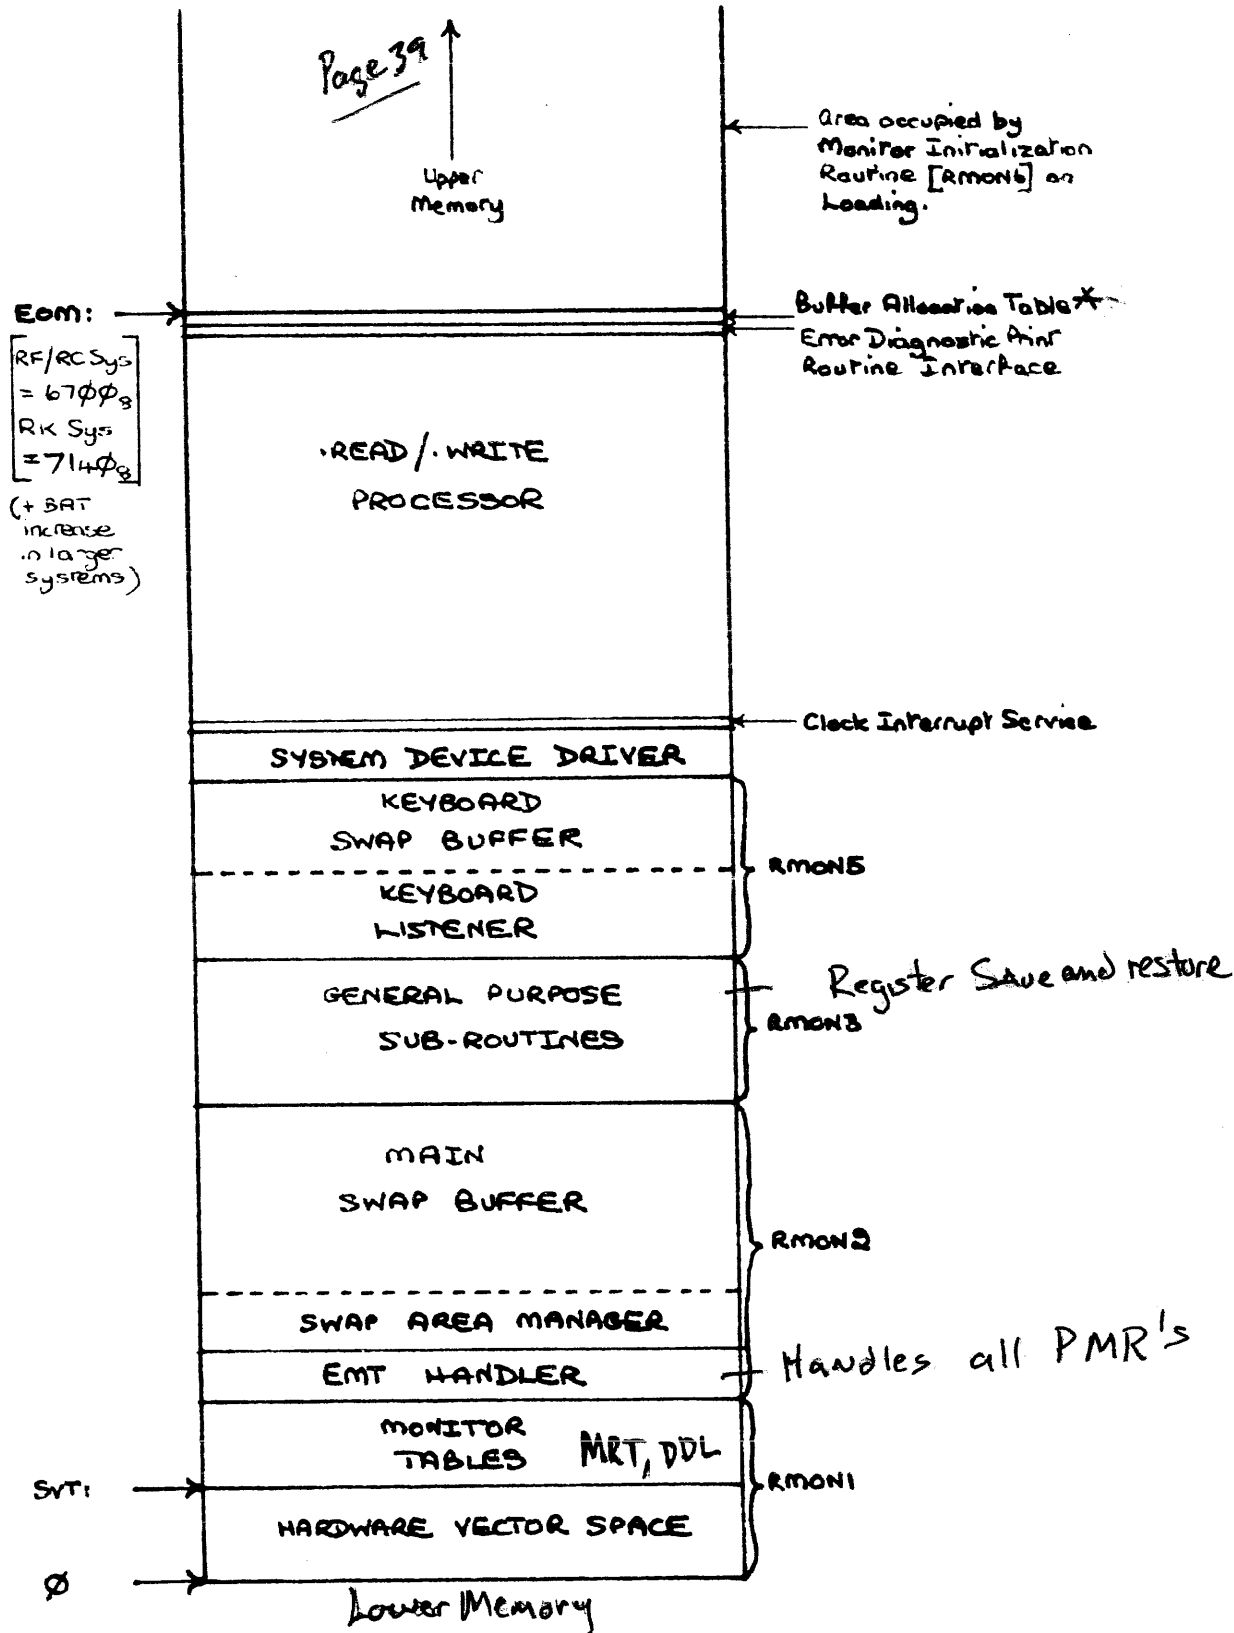 Page 39
Upper
Memory
Area occupied by
Monitor Initialization
Routine [RMON6] on
Loading.
EOM:
Buffer Allocation Table*
Error Diagnostic Print
Routine Interface
[RF/RC Sys
= 67ØØ₈
RK Sys
= 714Ø₈]
(+ BAT
increase
in larger
systems)
.READ/.WRITE
PROCESSOR
Clock Interrupt Service
SYSTEM DEVICE DRIVER
KEYBOARD
SWAP BUFFER
RMON5
KEYBOARD
LISTENER
GENERAL PURPOSE
SUB-ROUTINES
Register Save and restore
RMON3
MAIN
SWAP BUFFER
RMON2
SWAP AREA MANAGER
EMT HANDLER
Handles all PMR's
MONITOR
TABLES MRT, DDL
RMON1
SVT:
HARDWARE VECTOR SPACE
Ø
Lower Memory